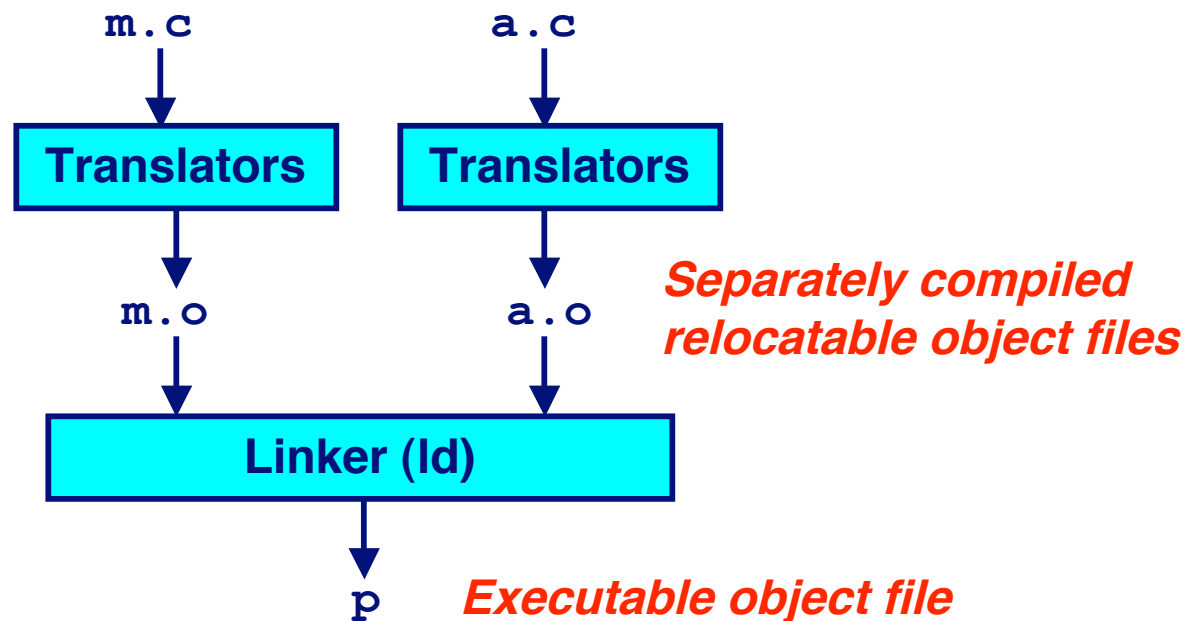 m.c a.c
Translators Translators
m.o a.o
Separately compiled
relocatable object files
Linker (ld)
p
Executable object file